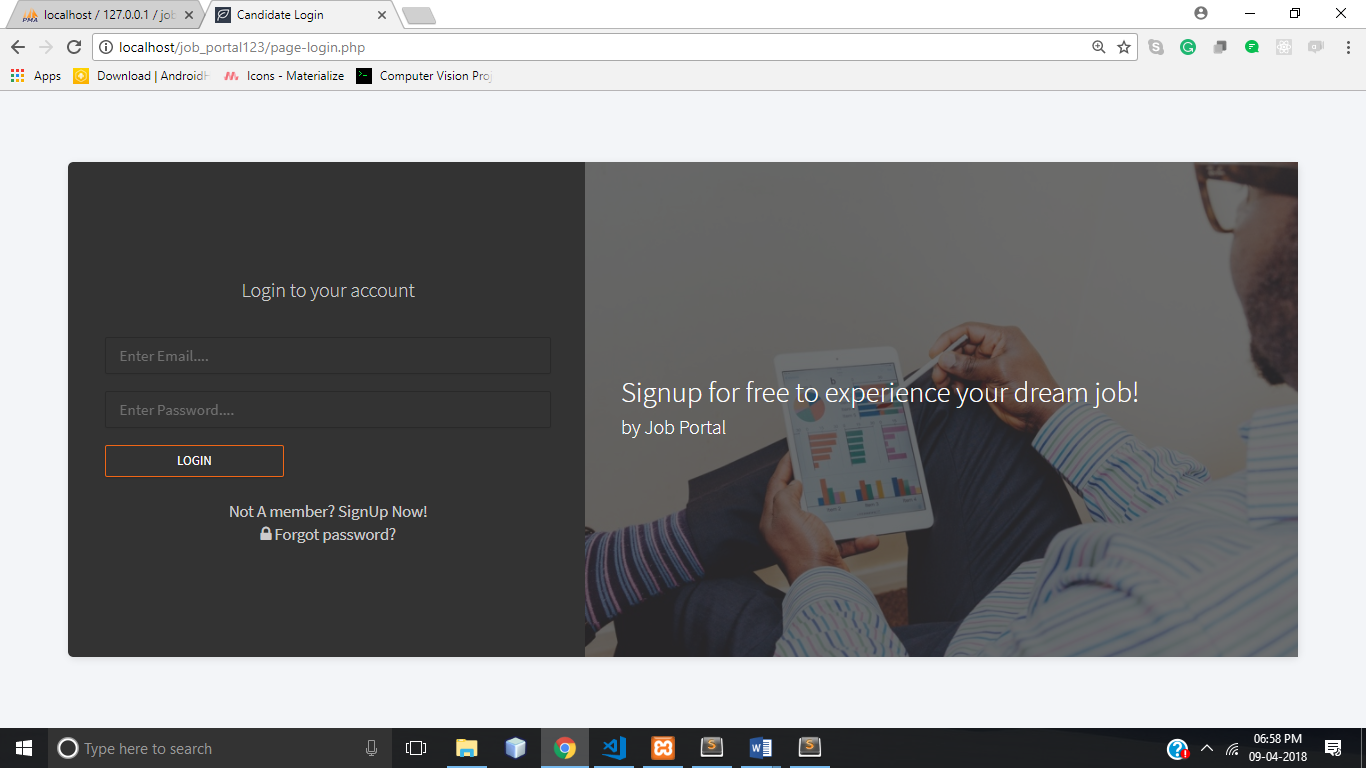 PMA localhost / 127.0.0.1 / job
Candidate Login
localhost/job_portal123/page-login.php
Apps
Download | AndroidH
Icons - Materialize
Computer Vision Proj
Login to your account
Enter Email....
Enter Password....
LOGIN
Not A member? SignUp Now!
Forgot password?
Signup for free to experience your dream job!
by Job Portal
Type here to search
06:58 PM
09-04-2018